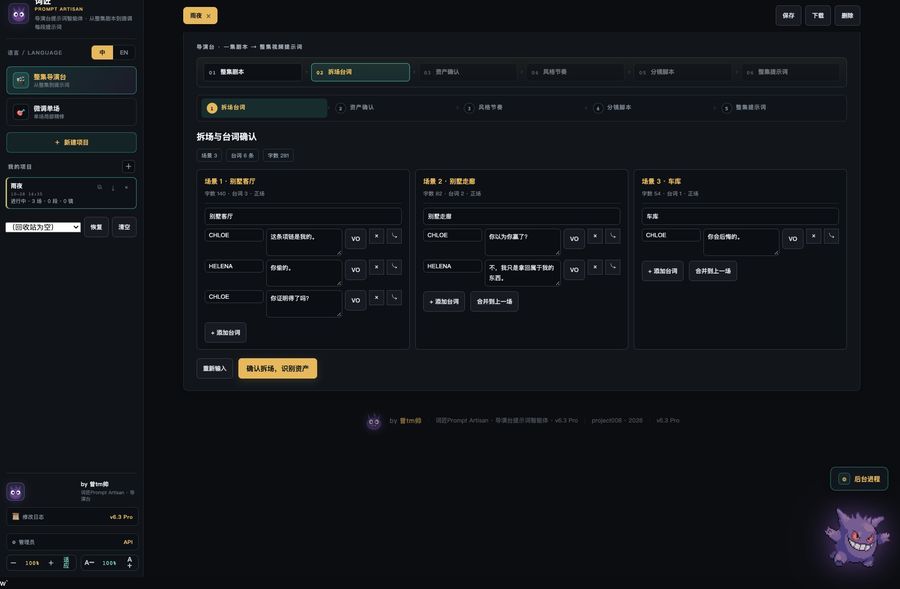 词匠
PROMPT ARTISAN
导演台提示词智能体 · 从整集剧本到微调每段提示词
语言 / LANGUAGE
中 EN
整集导演台
从整集到提示词
微调单场
单场局部精修
+ 新建项目
我的项目 +
雨夜
进行中 · 3 场 · 0 段 · 0 镜
(回收站为空) 恢复 清空
by 曾tm帅
词匠Prompt Artisan · 导演台
修改日志 v6.3 Pro
管理员 API
− 100% + 适应 A− 100% A+
雨夜 ×
保存 下载 删除
导演台 · 一集剧本 → 整集视频提示词
01 整集剧本
02 拆场台词
03 资产确认
04 风格节奏
05 分镜脚本
06 整集提示词
1 拆场台词
2 资产确认
3 风格节奏
4 分镜脚本
5 整集提示词
拆场与台词确认
场景 3 台词 6 条 字数 281
场景 1 · 别墅客厅
字数 140 · 台词 3 · 正场
别墅客厅
CHLOE 这条项链是我的。 VO ×
HELENA 你偷的。 VO ×
CHLOE 你证明得了吗? VO ×
+ 添加台词
场景 2 · 别墅走廊
字数 82 · 台词 2 · 正场
别墅走廊
CHLOE 你以为你赢了? VO ×
HELENA 不，我只是拿回属于我的东西。 VO ×
+ 添加台词 合并到上一场
场景 3 · 车库
字数 54 · 台词 1 · 正场
车库
CHLOE 你会后悔的。 VO ×
+ 添加台词 合并到上一场
重新输入 确认拆场，识别资产
by 曾tm帅 词匠Prompt Artisan · 导演台提示词智能体 · v6.3 Pro project008 · 2026 v6.3 Pro
后台进程